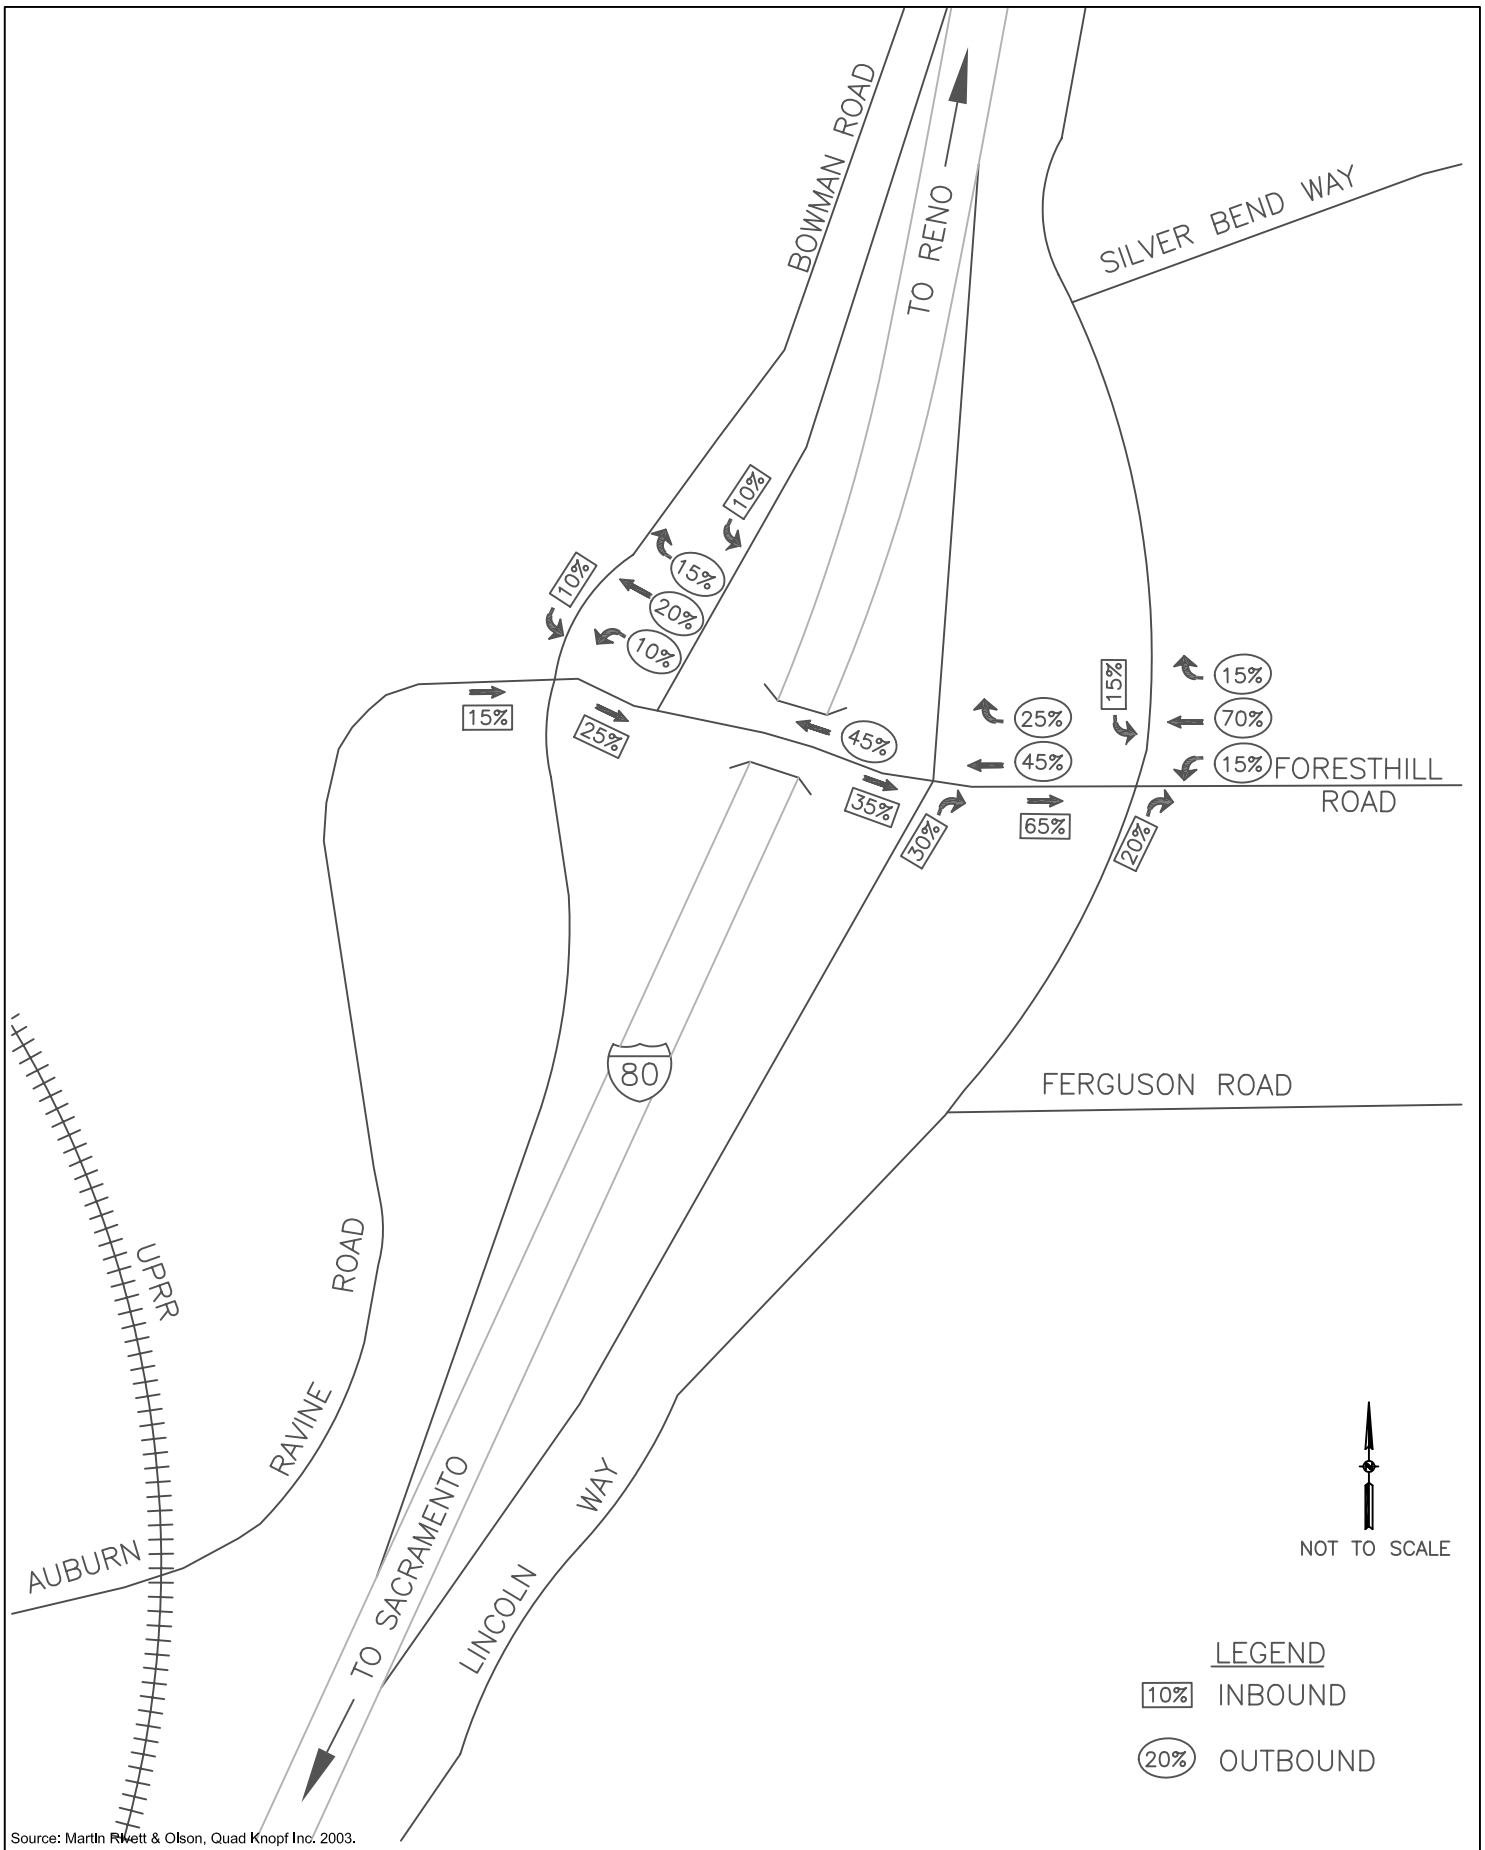 BOWMAN ROAD
TO RENO
SILVER BEND WAY
10%
10%
15%
20%
10%
15%
25%
45%
35%
30%
25%
45%
65%
15%
20%
15%
70%
15%
FORESTHILL
ROAD
80
FERGUSON ROAD
UPRR
AUBURN RAVINE ROAD
TO SACRAMENTO
LINCOLN WAY
NOT TO SCALE
LEGEND
10% INBOUND
20% OUTBOUND
Source: Martin Rivett & Olson, Quad Knopf Inc. 2003.